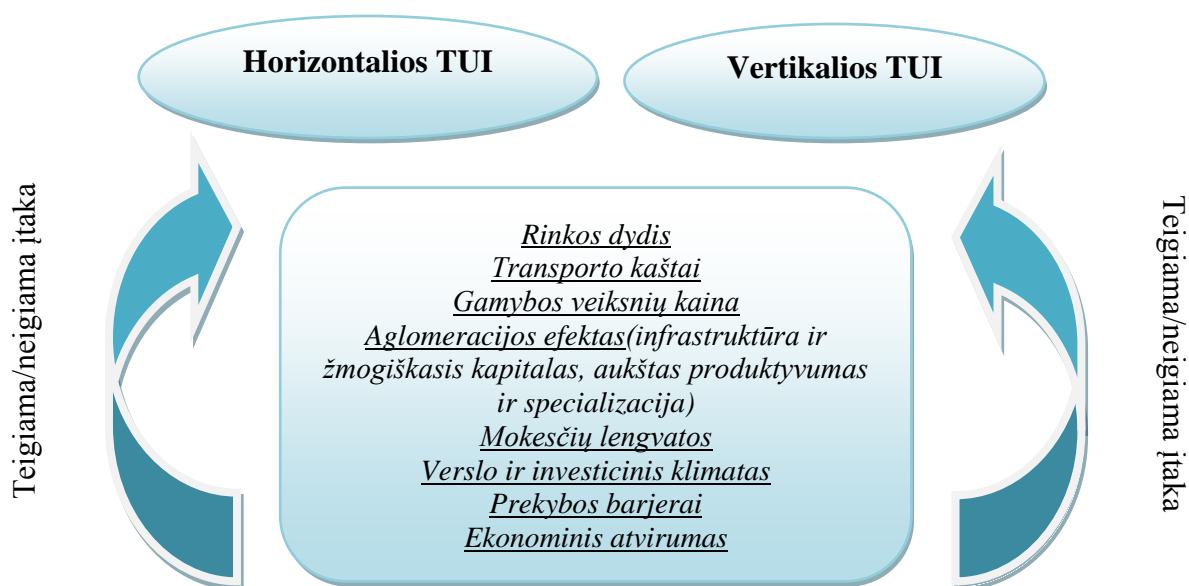 Horizontalios TUI
Vertikalios TUI
Teigiama/neigiama įtaka
Rinkos dydis
Transporto kaštai
Gamybos veiksnių kaina
Aglomeracijos efektas(infrastruktūra ir
žmogiškasis kapitalas, aukštas produktyvumas
ir specializacija)
Mokesčių lengvatos
Verslo ir investicinis klimatas
Prekybos barjerai
Ekonominis atvirumas
Teigiama/neigiama įtaka